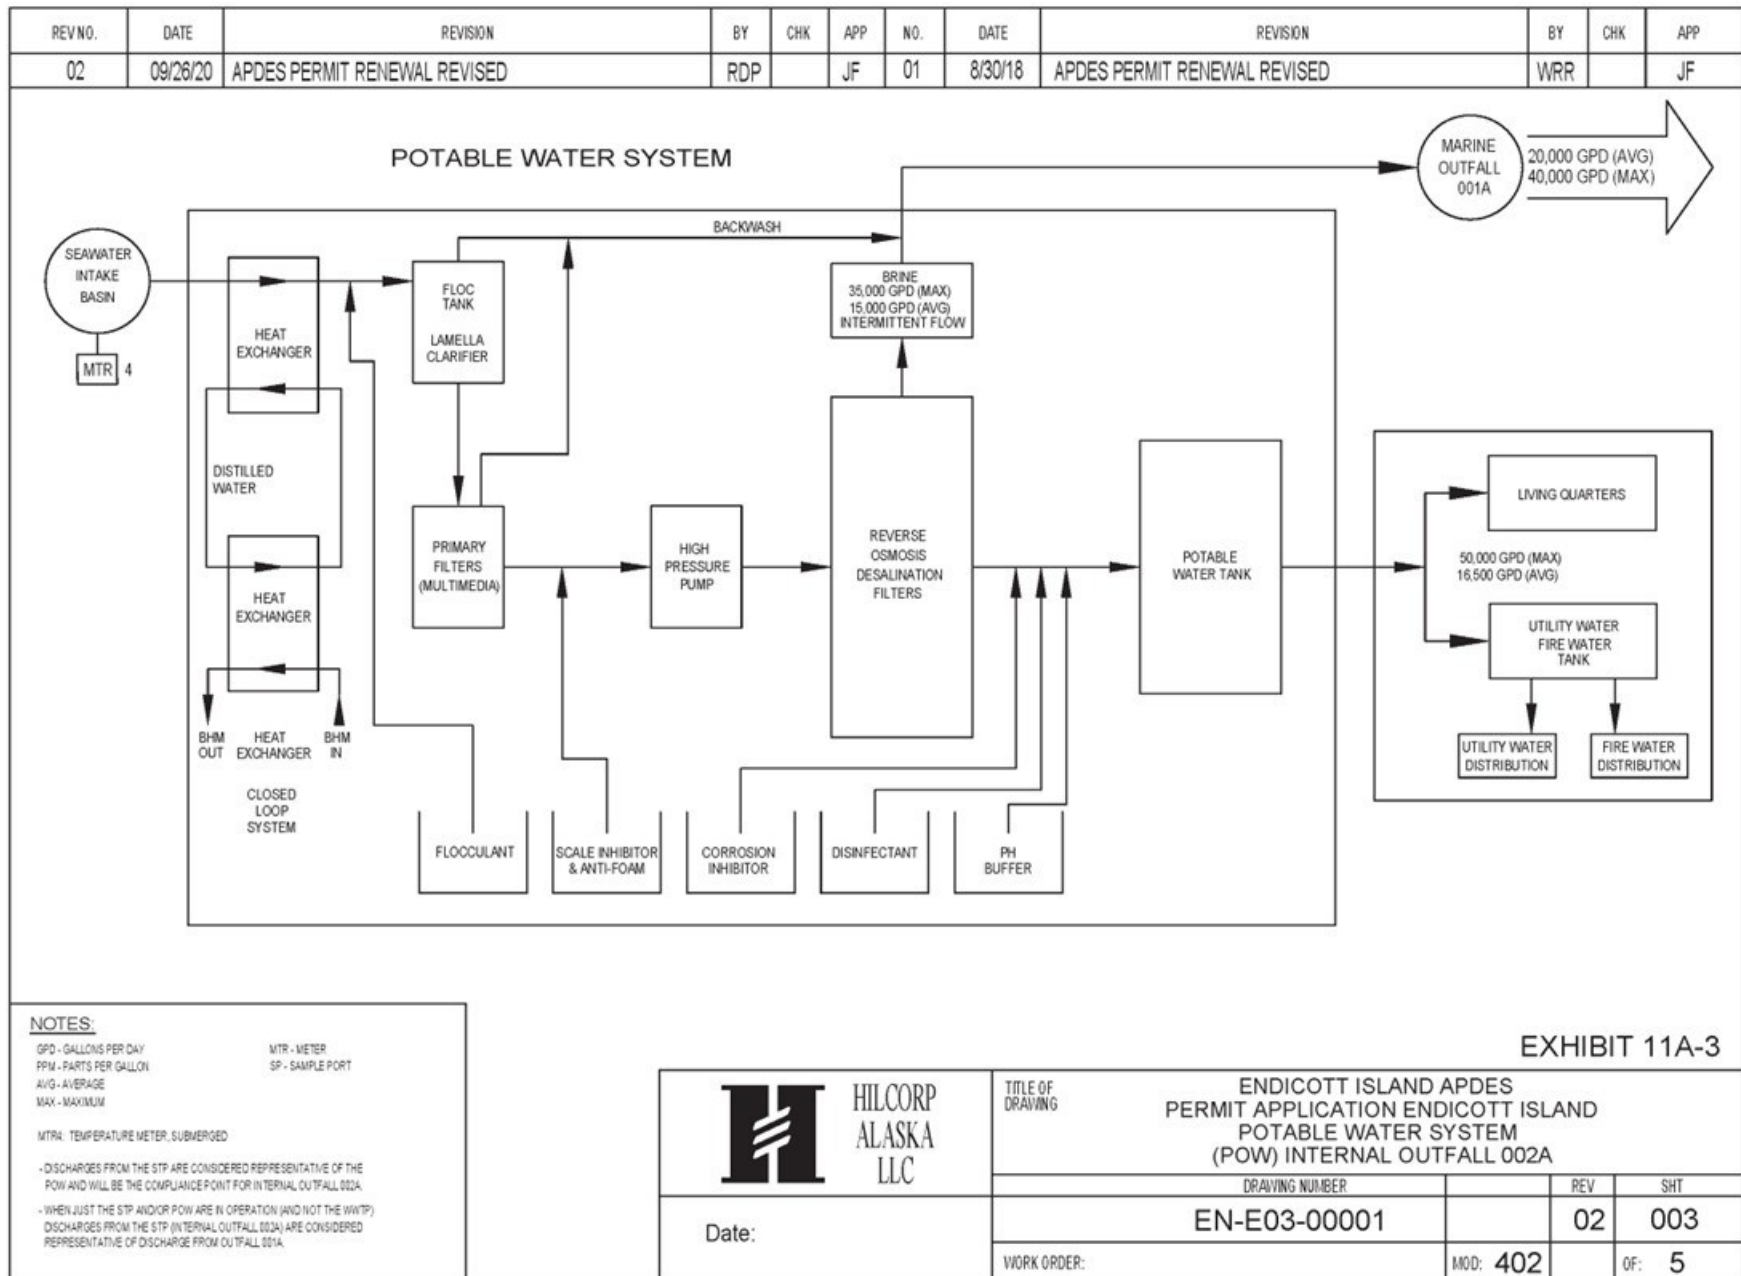 REV NO. DATE REVISION BY CHK APP NO. DATE REVISION BY CHK APP
02 09/26/20 APDES PERMIT RENEWAL REVISED RDP JF 01 8/30/18 APDES PERMIT RENEWAL REVISED WRR JF
POTABLE WATER SYSTEM
MARINE
OUTFALL
001A
20,000 GPD (AVG)
40,000 GPD (MAX)
SEAWATER
INTAKE
BASIN
MTR 4
BACKWASH
HEAT
EXCHANGER
FLOC
TANK
LAMELLA
CLARIFIER
BRINE
35,000 GPD (MAX)
15,000 GPD (AVG)
INTERMITTENT FLOW
DISTILLED
WATER
HEAT
EXCHANGER
PRIMARY
FILTERS
(MULTIMEDIA)
HIGH
PRESSURE
PUMP
REVERSE
OSMOSIS
DESALINATION
FILTERS
POTABLE
WATER TANK
LIVING QUARTERS
50,000 GPD (MAX)
16,500 GPD (AVG)
UTILITY WATER
FIRE WATER
TANK
UTILITY WATER
DISTRIBUTION
FIRE WATER
DISTRIBUTION
BHM
OUT
HEAT
EXCHANGER
BHM
IN
CLOSED
LOOP
SYSTEM
FLOCCULANT
SCALE INHIBITOR
& ANTI-FOAM
CORROSION
INHIBITOR
DISINFECTANT
PH
BUFFER
NOTES:
GPD - GALLONS PER DAY
PPM - PARTS PER GALLON
AVG - AVERAGE
MAX - MAXIMUM
MTR - METER
SP - SAMPLE PORT
MTR4: TEMPERATURE METER, SUBMERGED
- DISCHARGES FROM THE STP ARE CONSIDERED REPRESENTATIVE OF THE
POW AND WILL BE THE COMPLIANCE POINT FOR INTERNAL OUTFALL 002A.
- WHEN JUST THE STP AND/OR POW ARE IN OPERATION (AND NOT THE WWTP)
DISCHARGES FROM THE STP (INTERNAL OUTFALL 003A) ARE CONSIDERED
REPRESENTATIVE OF DISCHARGE FROM OUTFALL 001A.
EXHIBIT 11A-3
HILCORP
ALASKA
LLC
Date:
TITLE OF
DRAWING
ENDICOTT ISLAND APDES
PERMIT APPLICATION ENDICOTT ISLAND
POTABLE WATER SYSTEM
(POW) INTERNAL OUTFALL 002A
DRAWING NUMBER REV SHT
EN-E03-00001 02 003
WORK ORDER: MOD: 402 OF: 5